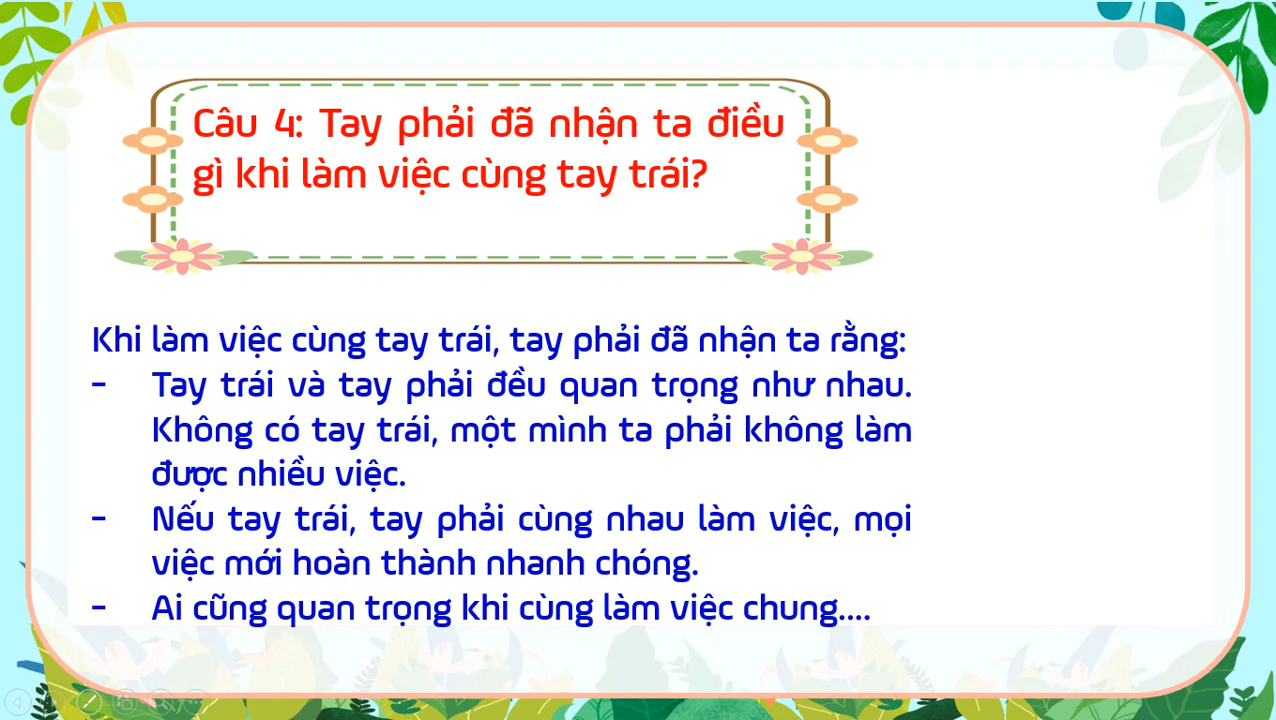 Câu 4: Tay phải đã nhận ta điều
gì khi làm việc cùng tay trái?
Khi làm việc cùng tay trái, tay phải đã nhận ta rằng:
- Tay trái và tay phải đều quan trọng như nhau.
Không có tay trái, một mình ta phải không làm
được nhiều việc.
- Nếu tay trái, tay phải cùng nhau làm việc, mọi
việc mới hoàn thành nhanh chóng.
- Ai cũng quan trọng khi cùng làm việc chung....